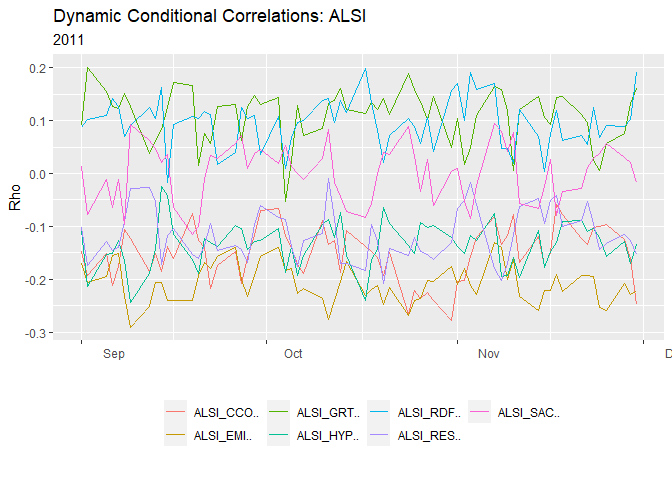 Dynamic Conditional Correlations: ALSI
2011
0.2
0.1
0.0
-0.1
-0.2
-0.3
Rho
Sep Oct Nov D
ALSI_CCO.. ALSI_GRT.. ALSI_RDF.. ALSI_SAC..
ALSI_EMI.. ALSI_HYP.. ALSI_RES..